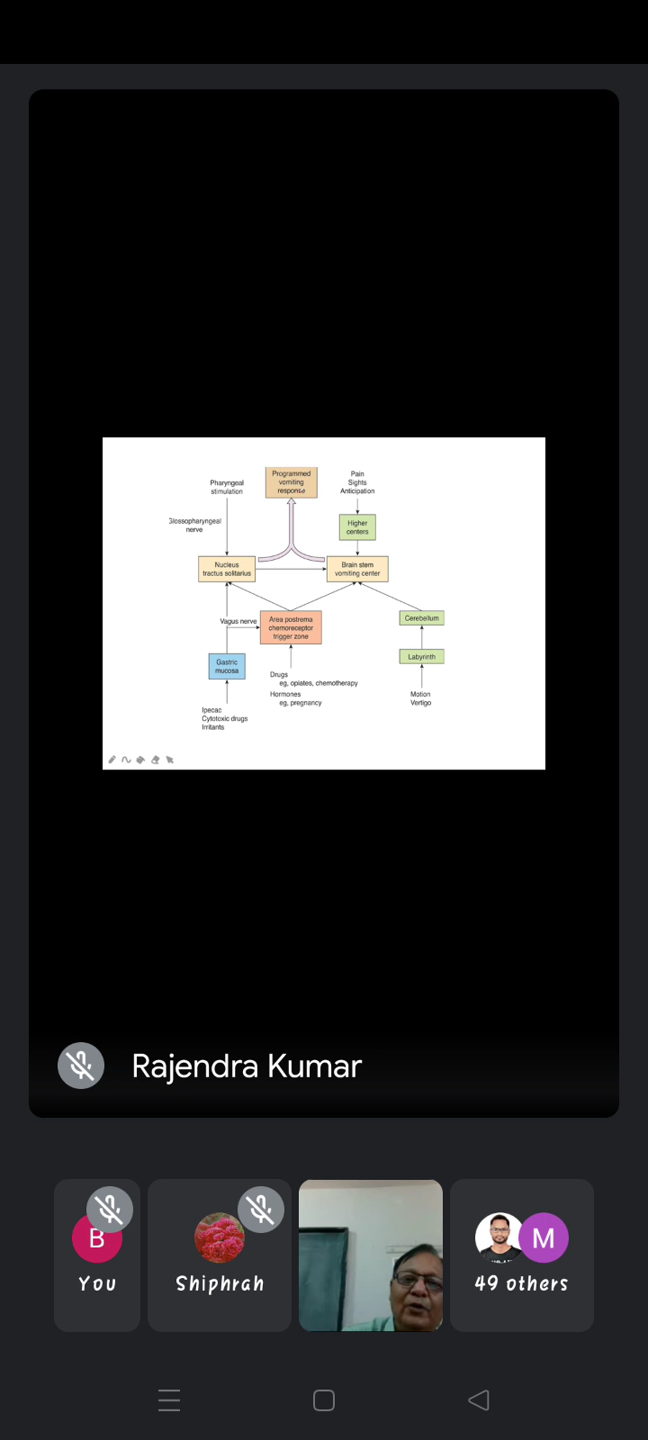 Programmed
vomiting
response
Pharyngeal
stimulation
Pain
Sights
Anticipation
Glossopharyngeal
nerve
Higher
centers
Nucleus
tractus solitarius
Brain stem
vomiting center
Vagus nerve
Area postrema
chemoreceptor
trigger zone
Cerebellum
Gastric
mucosa
Labyrinth
Drugs
eg, opiates, chemotherapy
Hormones
eg, pregnancy
Motion
Vertigo
Ipecac
Cytotoxic drugs
Irritants
Rajendra Kumar
B
You
Shiphrah
M
49 others